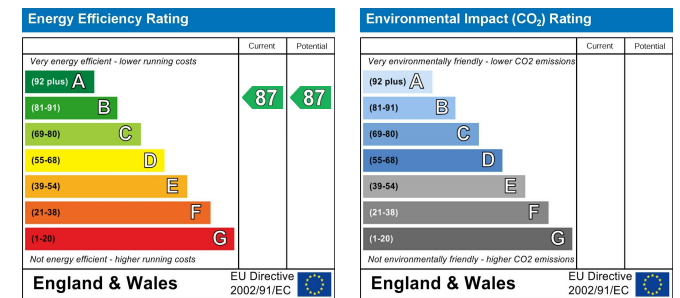 Energy Efficiency Rating
Current Potential
Very energy efficient - lower running costs
(92 plus) A
(81-91) B
87 87
(69-80) C
(55-68) D
(39-54) E
(21-38) F
(1-20) G
Not energy efficient - higher running costs
England & Wales
EU Directive
2002/91/EC
Environmental Impact (CO₂) Rating
Current Potential
Very environmentally friendly - lower CO2 emissions
(92 plus) A
(81-91) B
(69-80) C
(55-68) D
(39-54) E
(21-38) F
(1-20) G
Not environmentally friendly - higher CO2 emissions
England & Wales
EU Directive
2002/91/EC